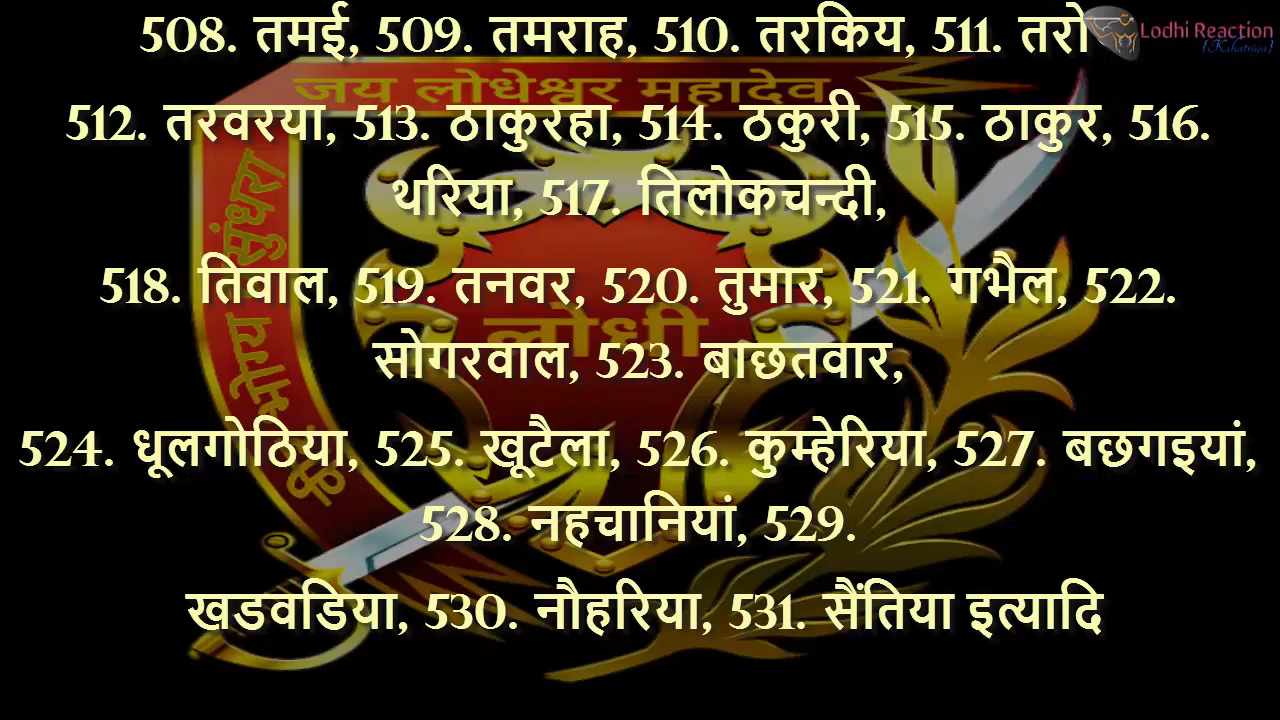 508. तमई, 509. तमराह, 510. तरकिय, 511. तरो
Lodhi Reaction
[Kshatriya]
जय लोधेश्वर महादेव
512. तरवरया, 513. ठाकुरहा, 514. ठकुरी, 515. ठाकुर, 516.
थरिया, 517. तिलोकचन्दी,
518. तिवाल, 519. तनवर, 520. तुमार, 521. गभैल, 522.
लोधी
सोगरवाल, 523. बाछतवार,
भोग्य
524. धूलगोठिया, 525. खूटैला, 526. कुम्हेरिया, 527. बछगइयां,
528. नहचानियां, 529.
खडवडिया, 530. नौहरिया, 531. सैंतिया इत्यादि